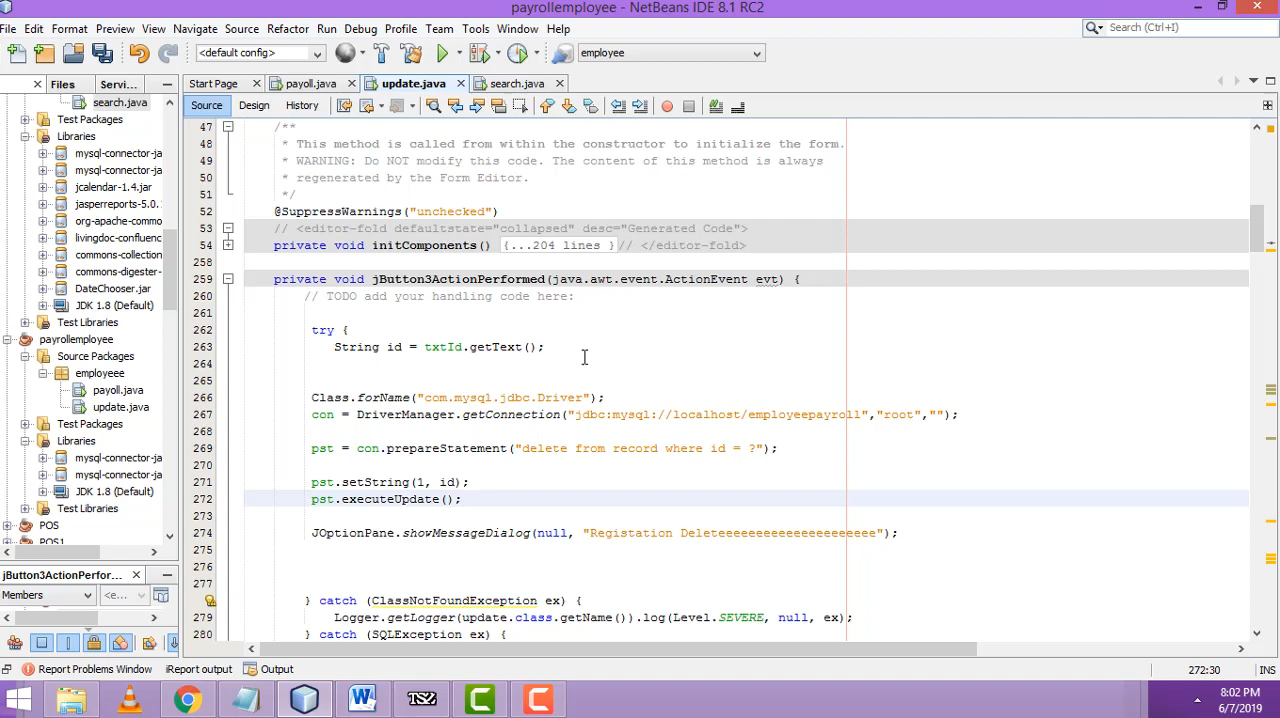 payrollemployee - NetBeans IDE 8.1 RC2
File Edit Format Preview View Navigate Source Refactor Run Debug Profile Team Tools Window Help
Search (Ctrl+I)
<default config> employee
Files Servi...
Start Page payoll.java update.java search.java
Source Design History
search.java
Test Packages
Libraries
mysql-connector-ja
mysql-connector-ja
jcalendar-1.4.jar
jasperreports-5.0.
org-apache-commo
livingdoc-confluenc
commons-collection
commons-digester-
DateChooser.jar
JDK 1.8 (Default)
Test Libraries
payrollemployee
Source Packages
employeee
payoll.java
update.java
Test Packages
Libraries
mysql-connector-ja
mysql-connector-ja
JDK 1.8 (Default)
Test Libraries
POS
POS1
jButton3ActionPerfor...
Members <e...
47 /**
48 * This method is called from within the constructor to initialize the form.
49 * WARNING: Do NOT modify this code. The content of this method is always
50 * regenerated by the Form Editor.
51 */
52 @SuppressWarnings("unchecked")
53 // <editor-fold defaultstate="collapsed" desc="Generated Code">
54 private void initComponents() {...204 lines }// </editor-fold>
258
259 private void jButton3ActionPerformed(java.awt.event.ActionEvent evt) {
260 // TODO add your handling code here:
261
262 try {
263 String id = txtId.getText();
264
265
266 Class.forName("com.mysql.jdbc.Driver");
267 con = DriverManager.getConnection("jdbc:mysql://localhost/employeepayroll","root","");
268
269 pst = con.prepareStatement("delete from record where id = ?");
270
271 pst.setString(1, id);
272 pst.executeUpdate();
273
274 JOptionPane.showMessageDialog(null, "Registation Deleteeeeeeeeeeeeeeeeeeeee");
275
276
277
} catch (ClassNotFoundException ex) {
279 Logger.getLogger(update.class.getName()).log(Level.SEVERE, null, ex);
280 } catch (SQLException ex) {
Report Problems Window iReport output Output
272:30 INS
TS2
8:02 PM
6/7/2019